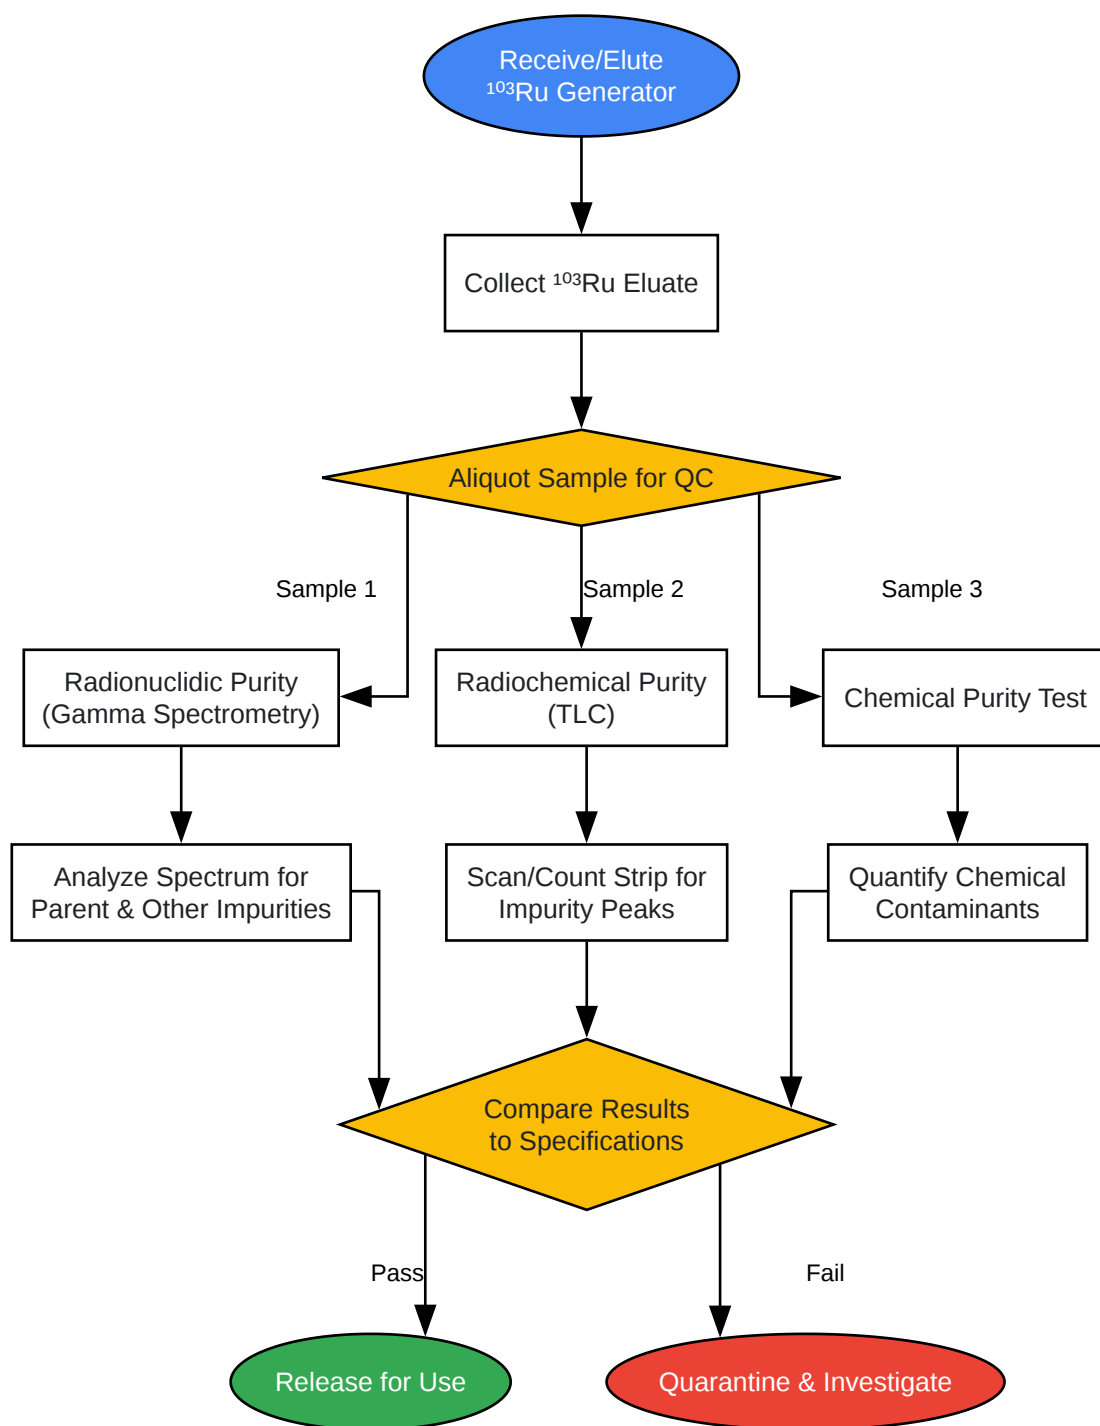 Receive/Elute
¹⁰³Ru Generator
Collect ¹⁰³Ru Eluate
Aliquot Sample for QC
Sample 1
Sample 2
Sample 3
Radionuclidic Purity
(Gamma Spectrometry)
Radiochemical Purity
(TLC)
Chemical Purity Test
Analyze Spectrum for
Parent & Other Impurities
Scan/Count Strip for
Impurity Peaks
Quantify Chemical
Contaminants
Compare Results
to Specifications
Pass
Fail
Release for Use
Quarantine & Investigate